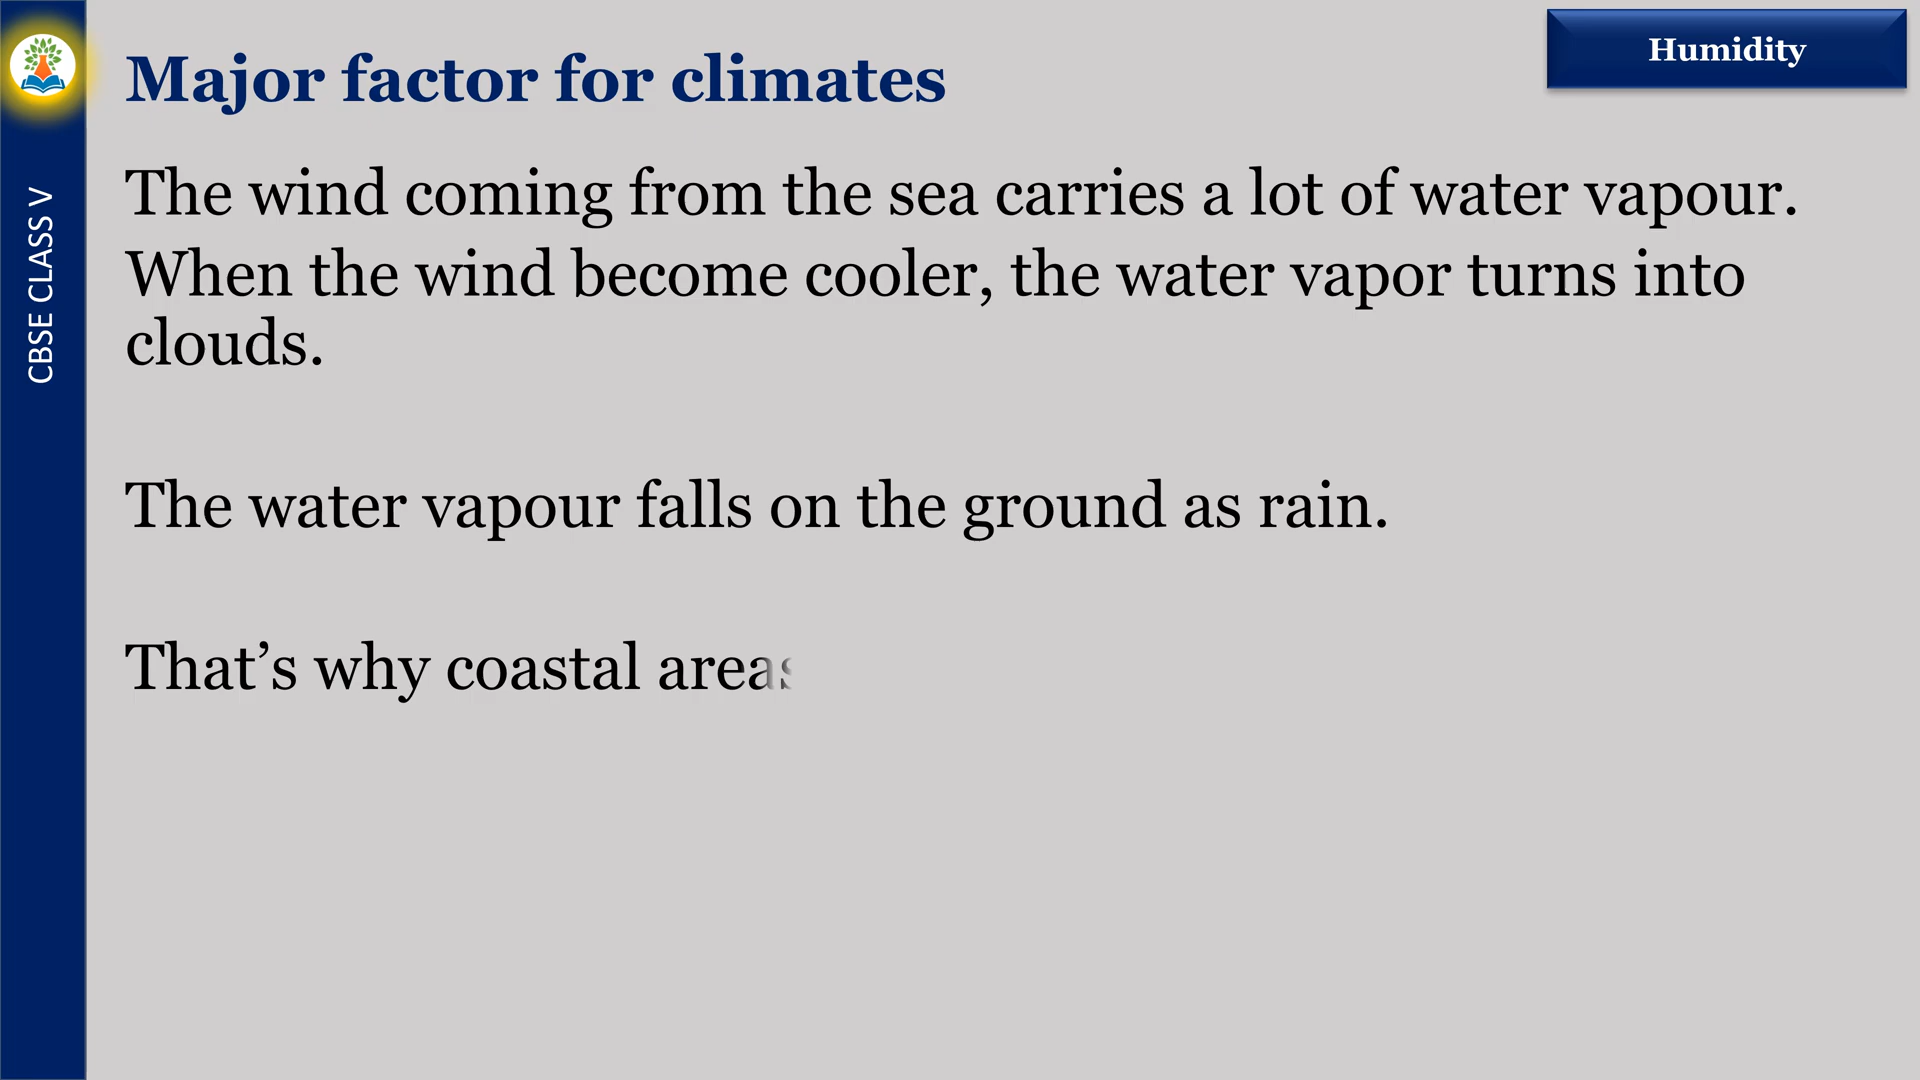 Humidity
Major factor for climates
CBSE CLASS V
The wind coming from the sea carries a lot of water vapour.
When the wind become cooler, the water vapor turns into
clouds.
The water vapour falls on the ground as rain.
That’s why coastal areas